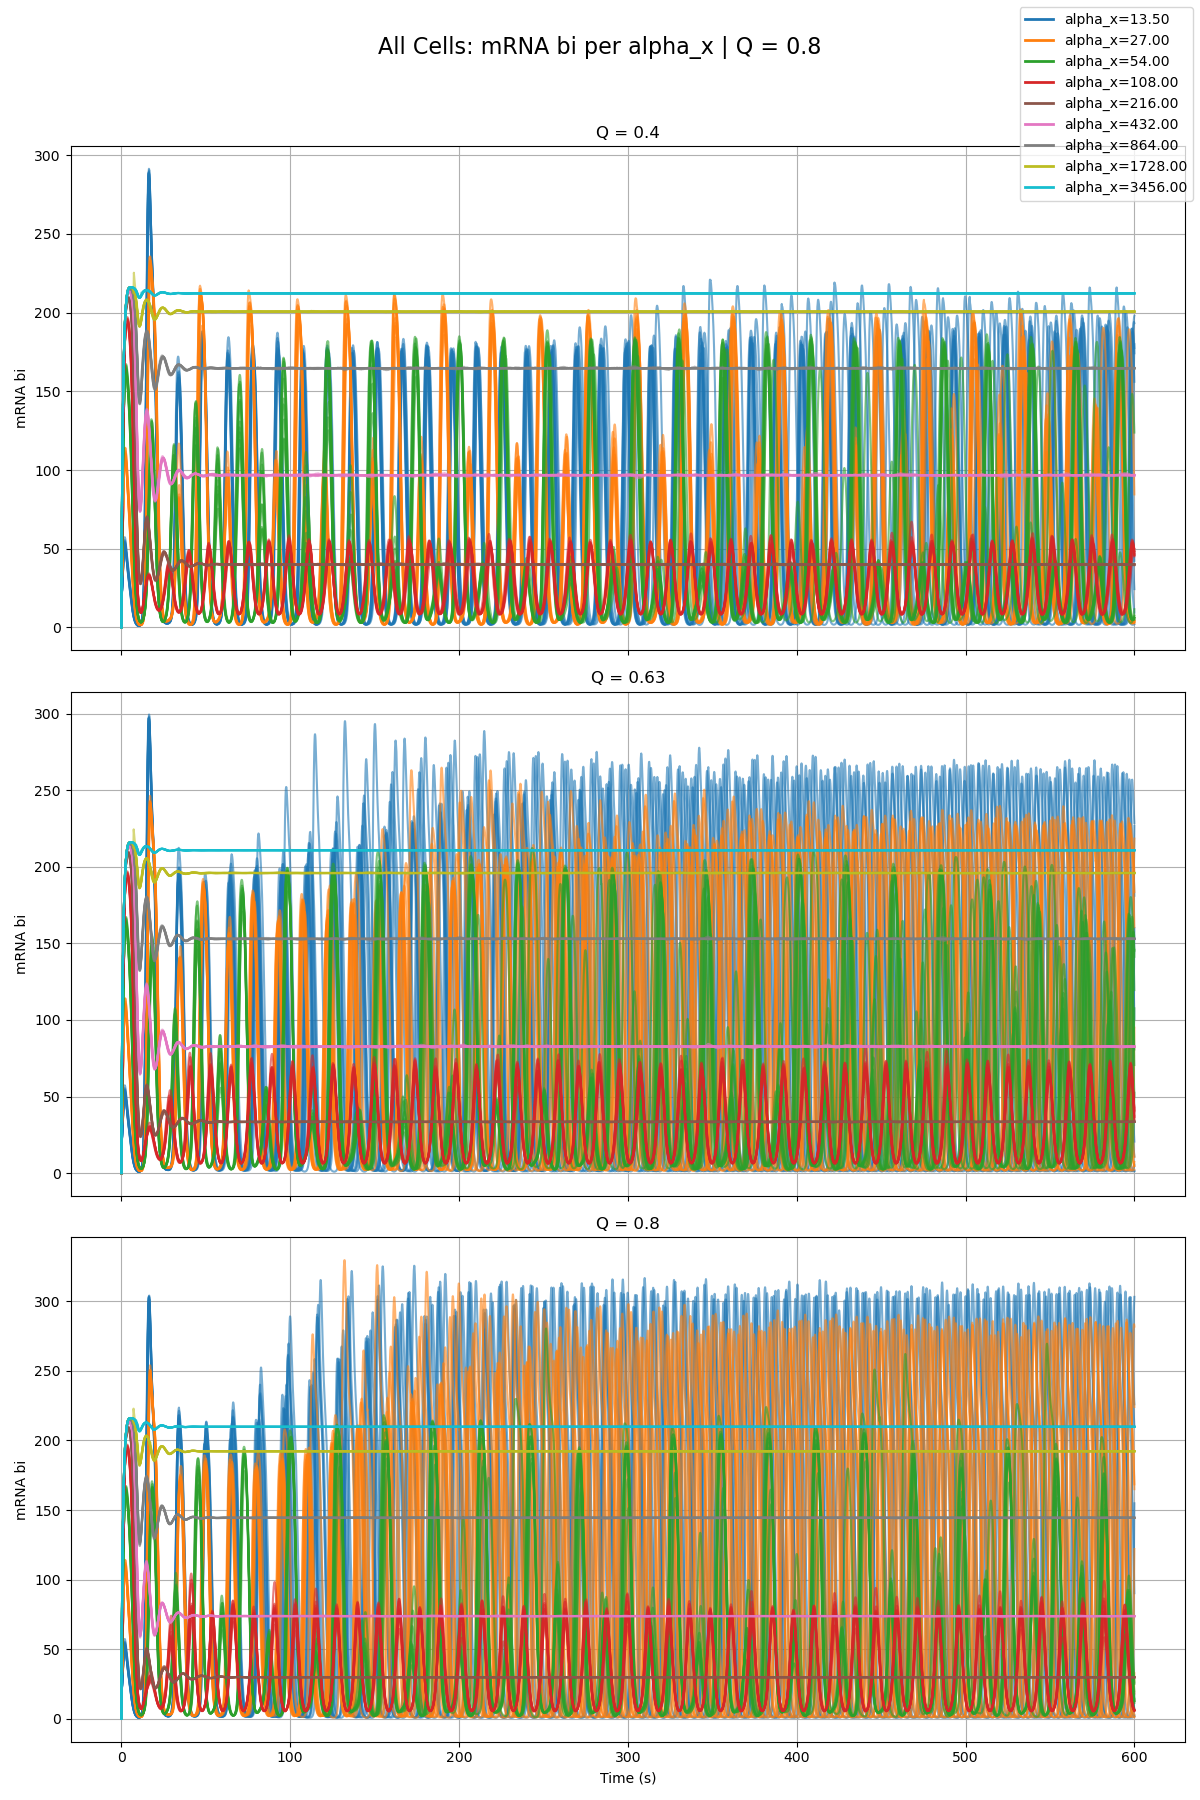 All Cells: mRNA bi per alpha_x | Q = 0.8
alpha_x=13.50
alpha_x=27.00
alpha_x=54.00
alpha_x=108.00
alpha_x=216.00
alpha_x=432.00
alpha_x=864.00
alpha_x=1728.00
alpha_x=3456.00
Q = 0.4
300
250
200
150
100
50
0
mRNA bi
Q = 0.63
300
250
200
150
100
50
0
mRNA bi
Q = 0.8
300
250
200
150
100
50
0
mRNA bi
0 100 200 300 400 500 600
Time (s)